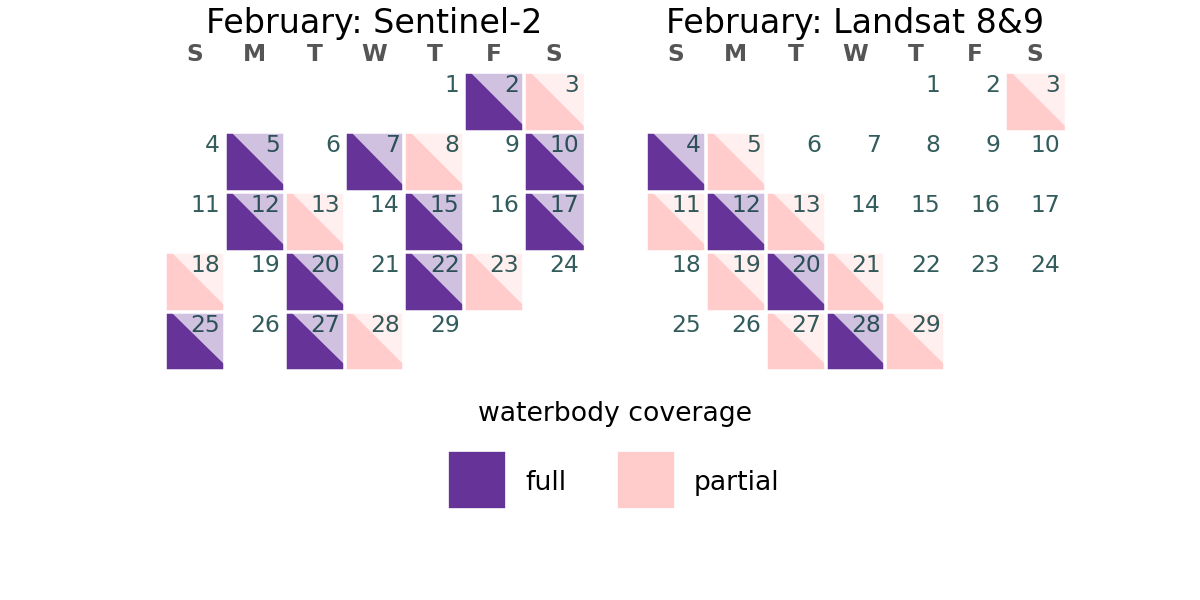 February: Sentinel-2
S M T W T F S
1 2 3
4 5 6 7 8 9 10
11 12 13 14 15 16 17
18 19 20 21 22 23 24
25 26 27 28 29
February: Landsat 8&9
S M T W T F S
1 2 3
4 5 6 7 8 9 10
11 12 13 14 15 16 17
18 19 20 21 22 23 24
25 26 27 28 29
waterbody coverage
full partial